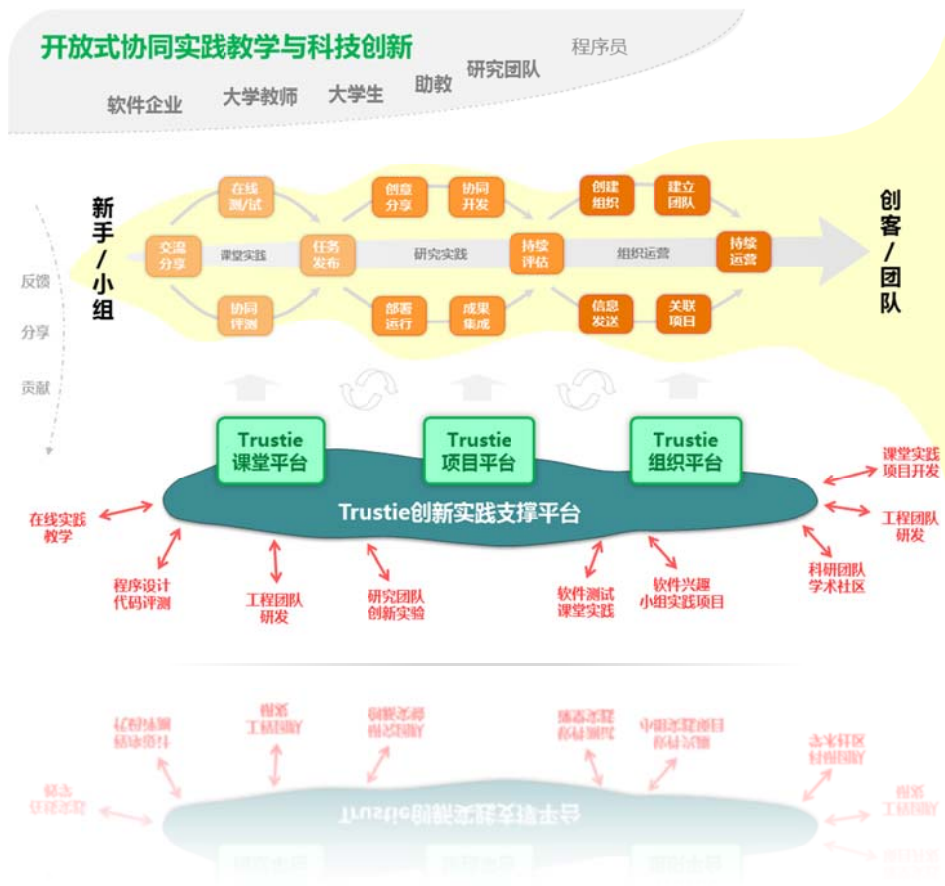 开放式协同实践教学与科技创新
软件企业
大学教师
大学生
助教
研究团队
程序员
新手/小组
创客/团队
反馈
分享
贡献
在线
测/试
创意
分享
协同
开发
创建
组织
建立
团队
交流
分享
课堂实践
任务
发布
研究实践
持续
评估
组织运营
持续
运营
协同
评测
部署
运行
成果
集成
信息
发送
关联
项目
Trustie
课堂平台
Trustie
项目平台
Trustie
组织平台
Trustie创新实践支撑平台
课堂实践
项目开发
在线实践
教学
工程团队
研发
程序设计
代码评测
工程团队
研发
研究团队
创新实验
软件测试
课堂实践
软件兴趣
小组实践项目
科研团队
学术社区